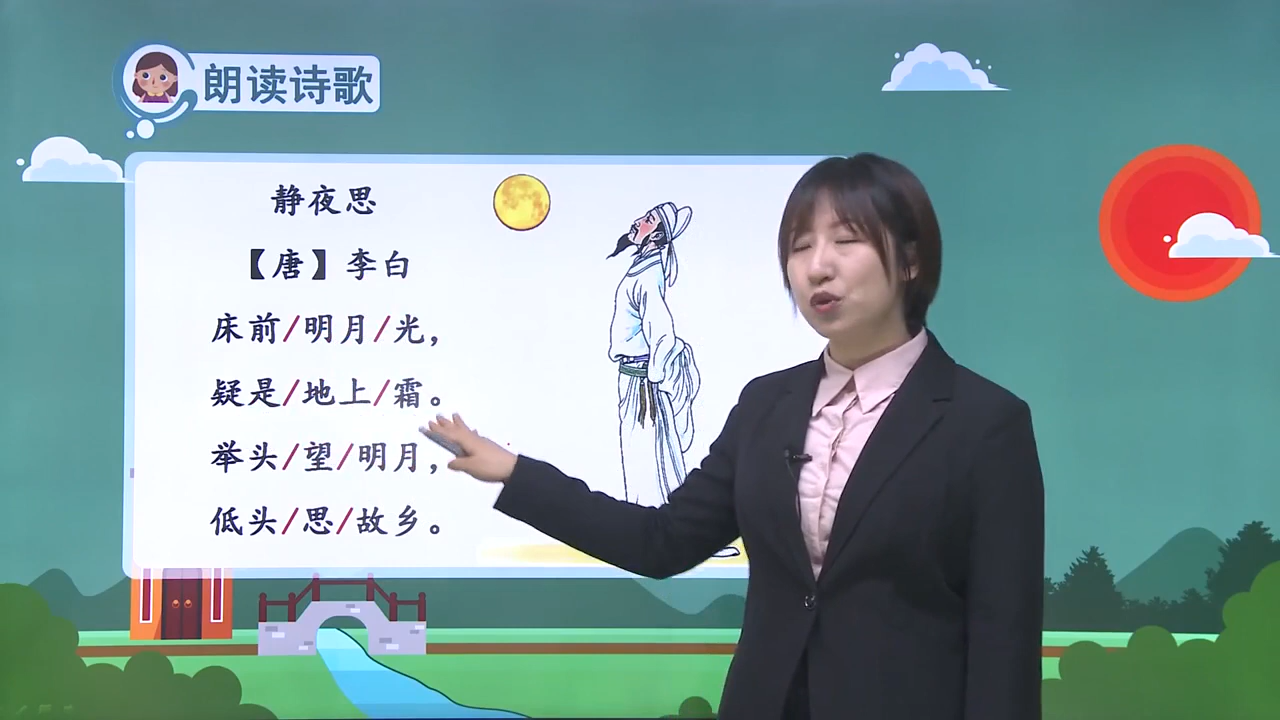 朗读诗歌
静夜思
【唐】李白
床前/明月/光，
疑是/地上/霜。
举头/望/明月，
低头/思/故乡。